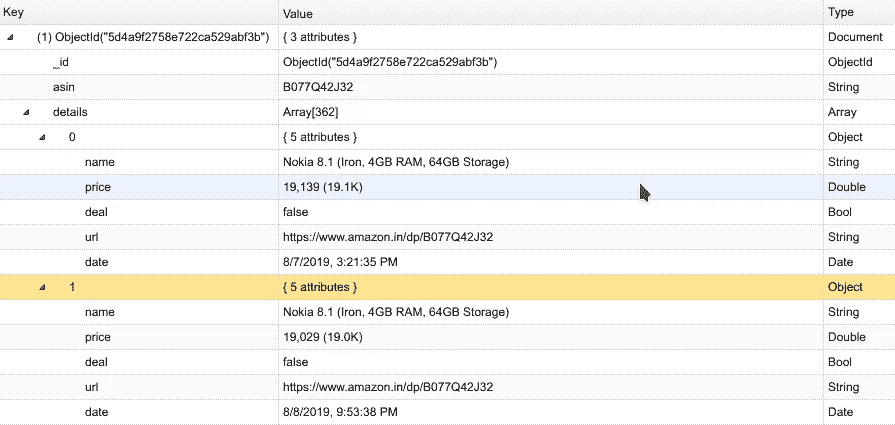 Key Value Type
(1) ObjectId("5d4a9f2758e722ca529abf3b") { 3 attributes } Document
_id ObjectId("5d4a9f2758e722ca529abf3b") ObjectId
asin B077Q42J32 String
details Array[362] Array
0 { 5 attributes } Object
name Nokia 8.1 (Iron, 4GB RAM, 64GB Storage) String
price 19,139 (19.1K) Double
deal false Bool
url https://www.amazon.in/dp/B077Q42J32 String
date 8/7/2019, 3:21:35 PM Date
1 { 5 attributes } Object
name Nokia 8.1 (Iron, 4GB RAM, 64GB Storage) String
price 19,029 (19.0K) Double
deal false Bool
url https://www.amazon.in/dp/B077Q42J32 String
date 8/8/2019, 9:53:38 PM Date